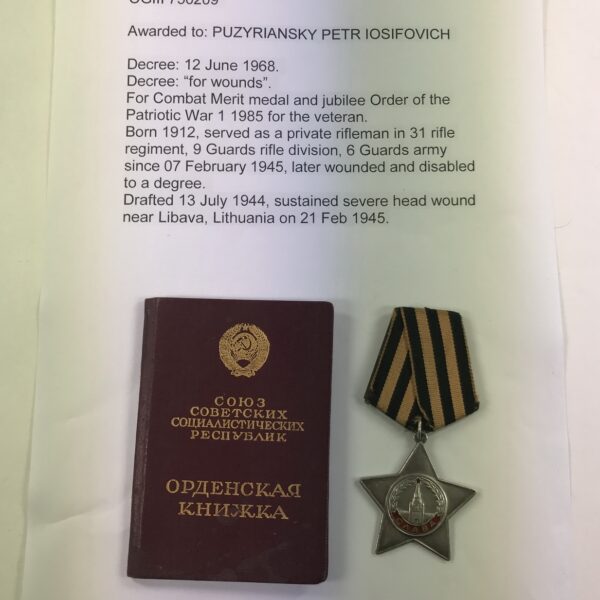 OGIII 750209
Awarded to: PUZYRIANSKY PETR IOSIFOVICH
Decree: 12 June 1968.
Decree: “for wounds”.
For Combat Merit medal and jubilee Order of the
Patriotic War 1 1985 for the veteran.
Born 1912, served as a private rifleman in 31 rifle
regiment, 9 Guards rifle division, 6 Guards army
since 07 February 1945, later wounded and disabled
to a degree.
Drafted 13 July 1944, sustained severe head wound
near Libava, Lithuania on 21 Feb 1945.
СОЮЗ
СОВЕТСКИХ
СОЦИАЛИСТИЧЕСКИХ
РЕСПУБЛИК
ОРДЕНСКАЯ
КНИЖКА
СЛАВА